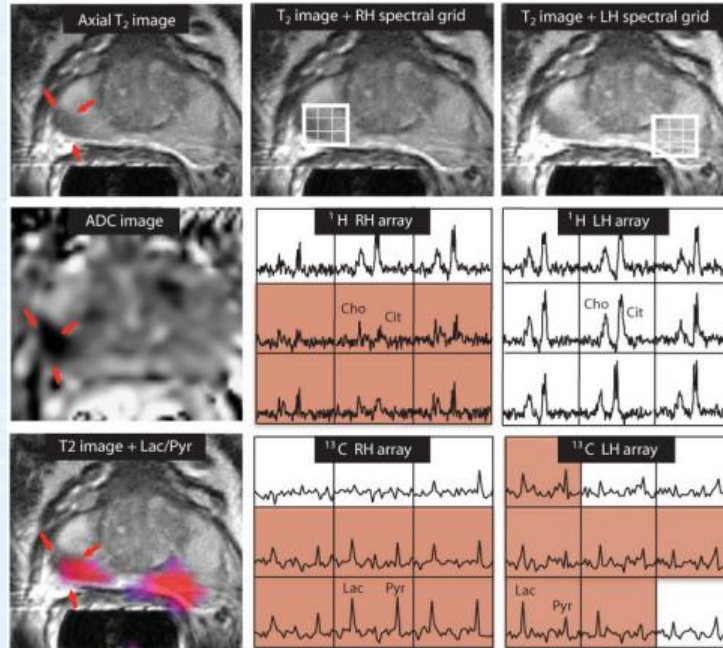 Axial T₂ image
T₂ image + RH spectral grid
T₂ image + LH spectral grid
ADC image
¹H RH array
¹H LH array
Cho
Cit
Cho
Cit
T2 image + Lac/Pyr
¹³C RH array
¹³C LH array
Lac
Pyr
Lac
Pyr